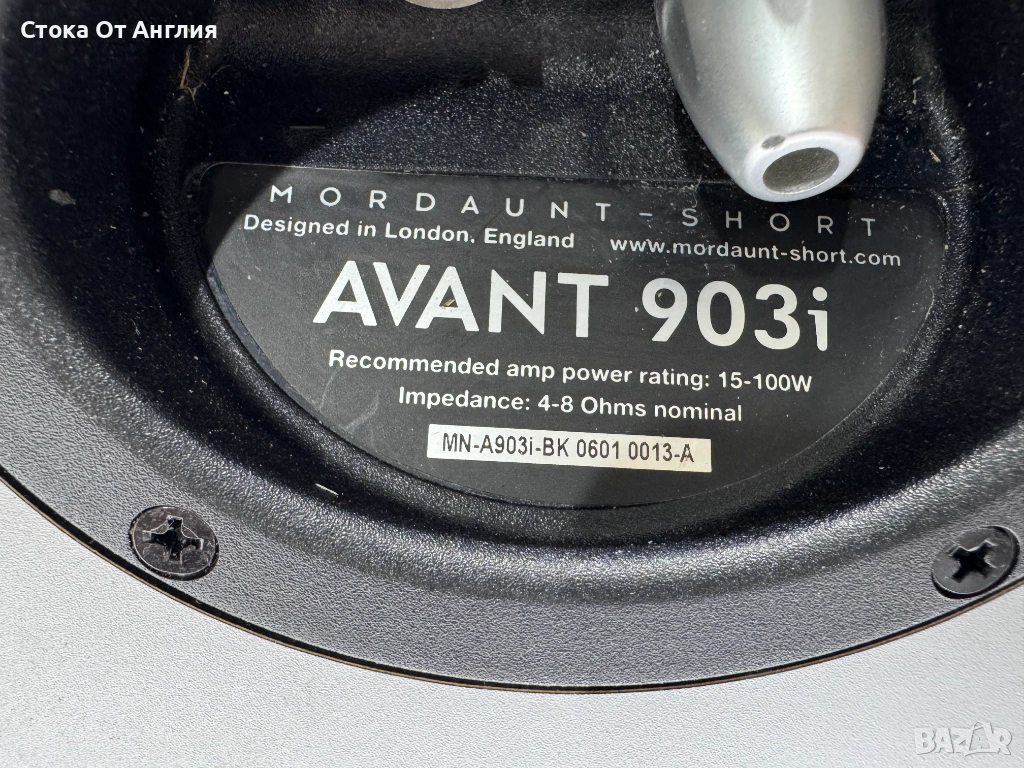 Стока От Англия
MORDAUNT-SHORT
Designed in London, England www.mordaunt-short.com
AVANT 903i
Recommended amp power rating: 15-100W
Impedance: 4-8 Ohms nominal
MN-A903i-BK 0601 0013-A
BAZAR